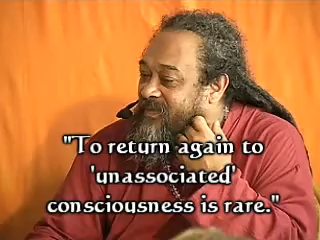 "To return again to
'unassociated'
consciousness is rare."